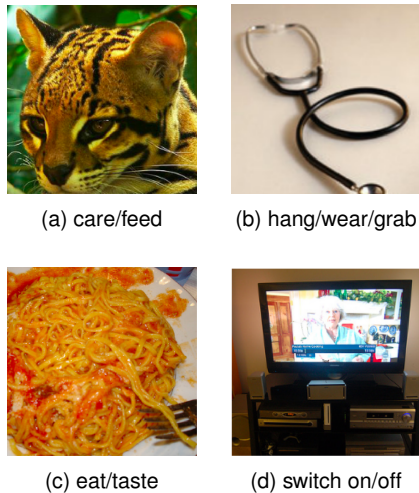 (a) care/feed
(b) hang/wear/grab
(c) eat/taste
(d) switch on/off